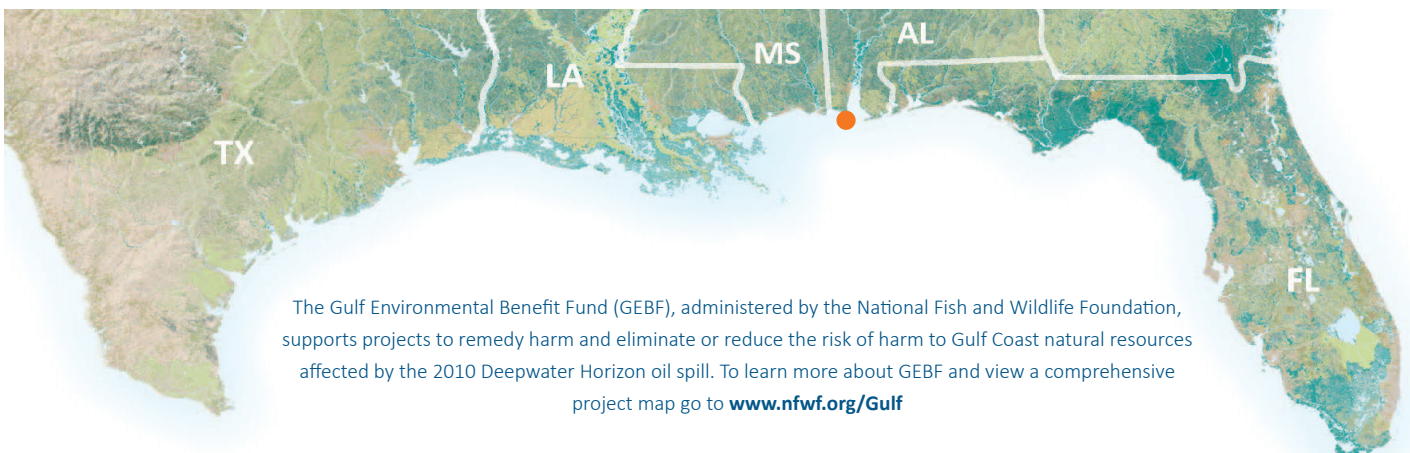 AL
MS
LA
TX
FL
The Gulf Environmental Benefit Fund (GEBF), administered by the National Fish and Wildlife Foundation,
supports projects to remedy harm and eliminate or reduce the risk of harm to Gulf Coast natural resources
affected by the 2010 Deepwater Horizon oil spill. To learn more about GEBF and view a comprehensive
project map go to www.nfwf.org/Gulf